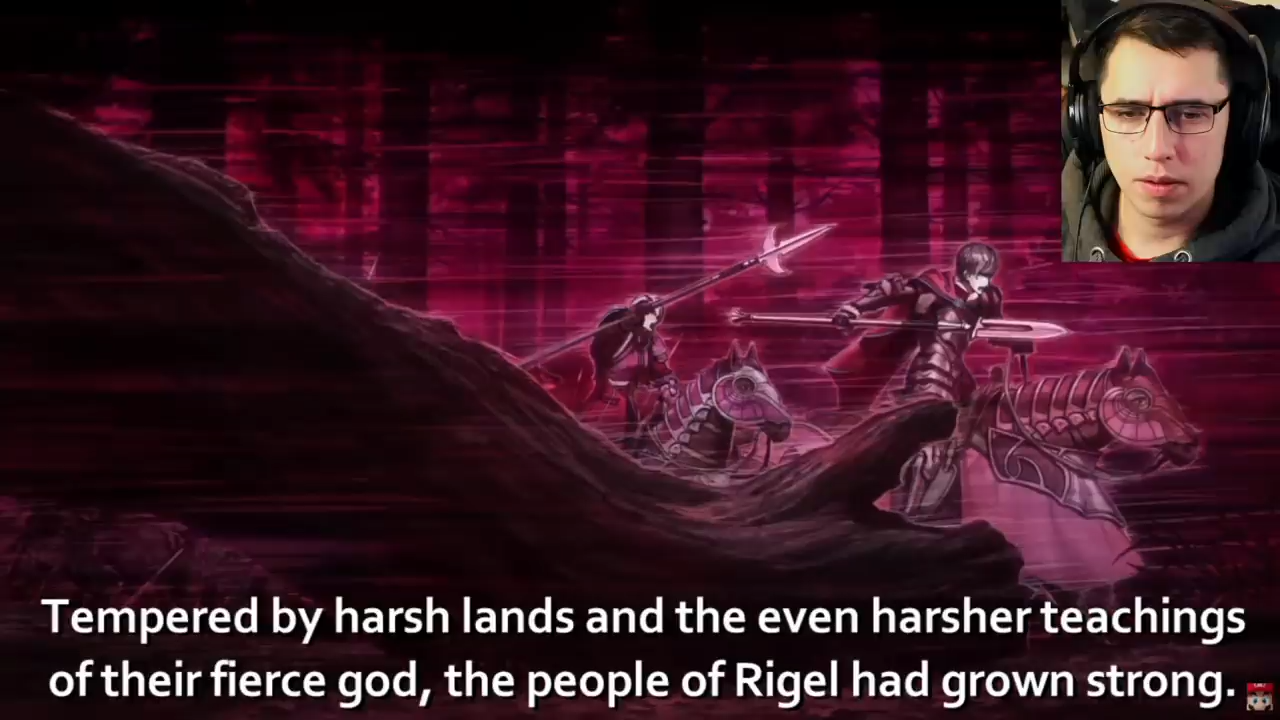 Tempered by harsh lands and the even harsher teachings
of their fierce god, the people of Rigel had grown strong.